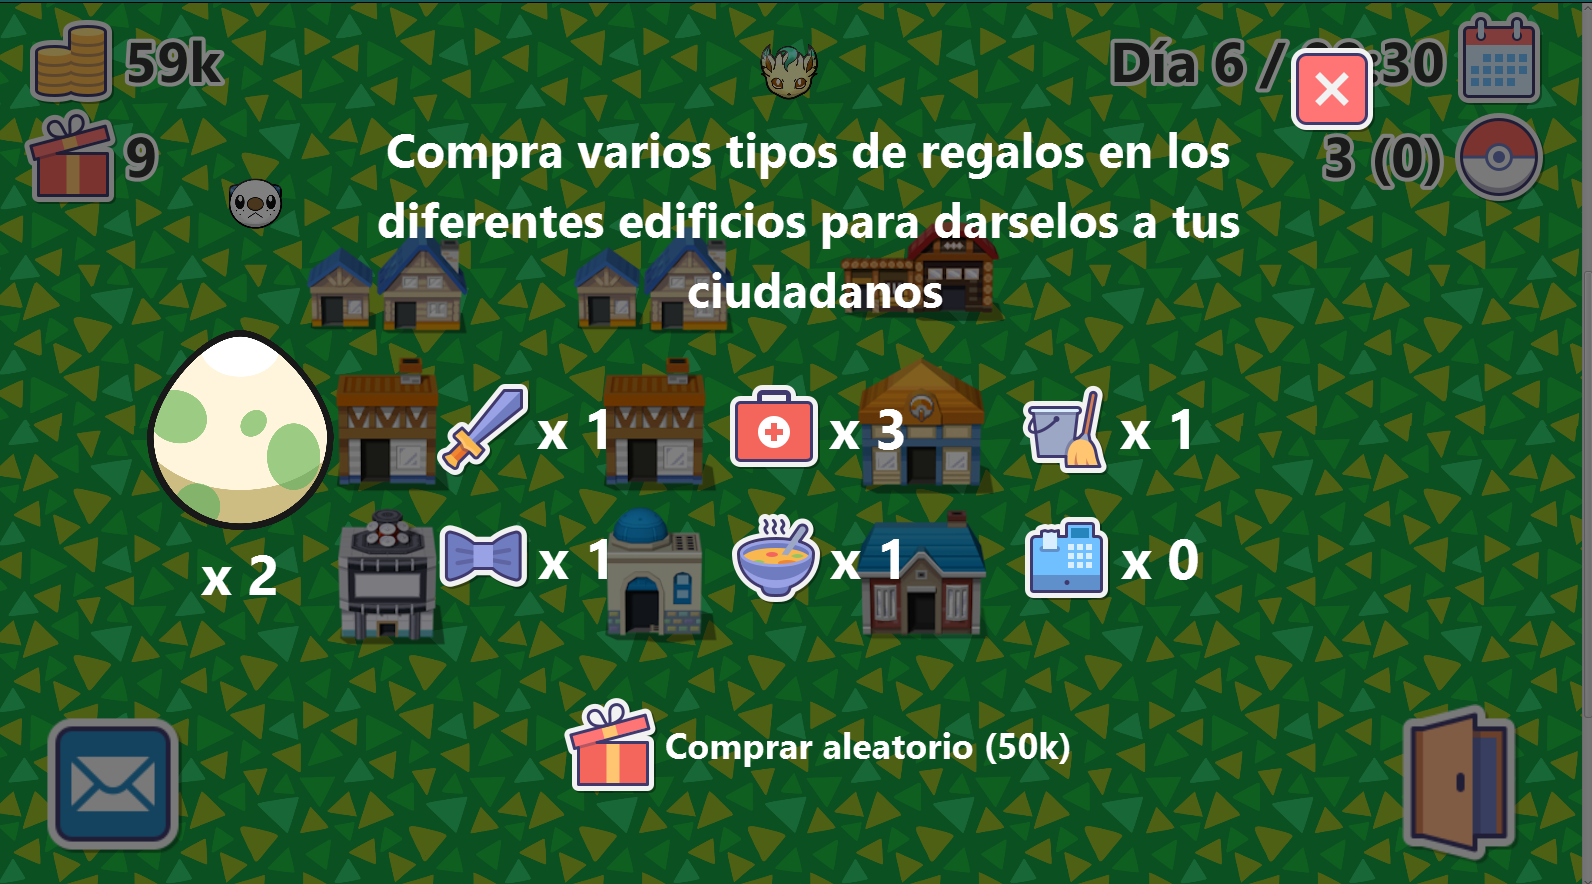 59k
Día 6 / :30
9
3 (0)
Compra varios tipos de regalos en los
diferentes edificios para darselos a tus
ciudadanos
x 1
x 3
x 1
x 2
x 1
x 1
x 0
Comprar aleatorio (50k)